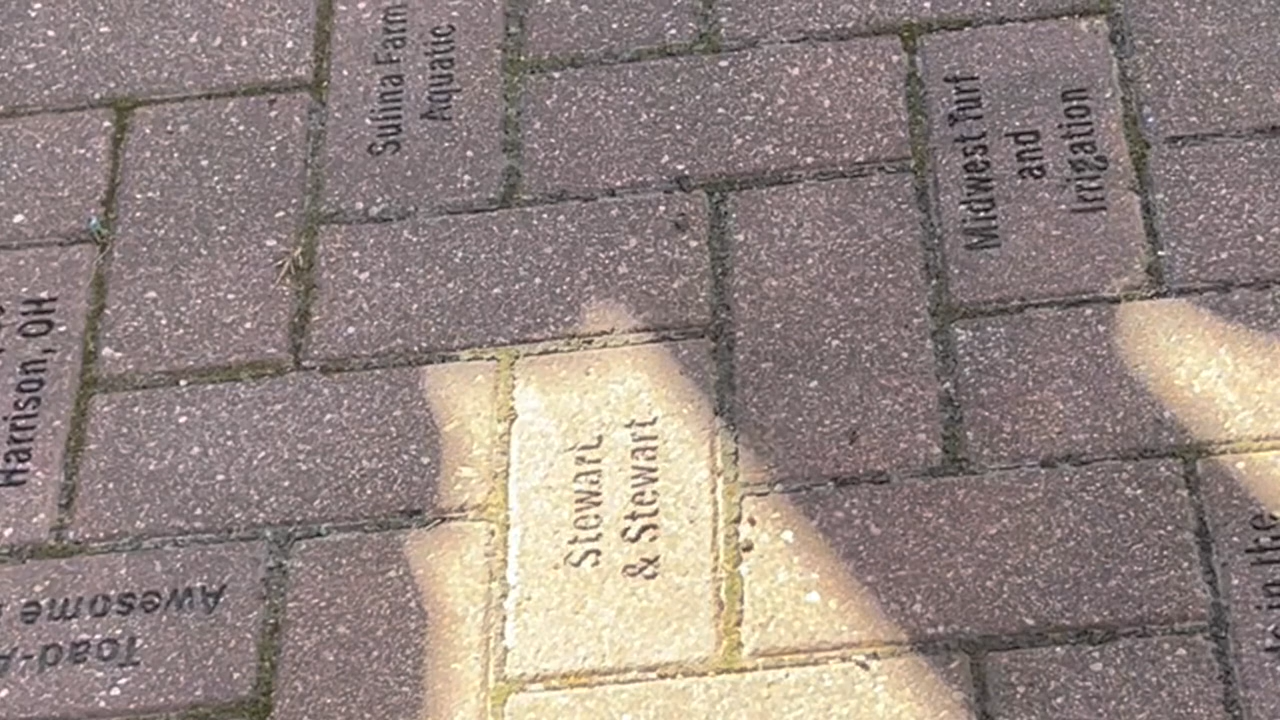 Sulina Farm
Aquatic
Midwest Turf
and
Irrigation
Harrison, OH
Stewart
& Stewart
Awesome
Toad-A